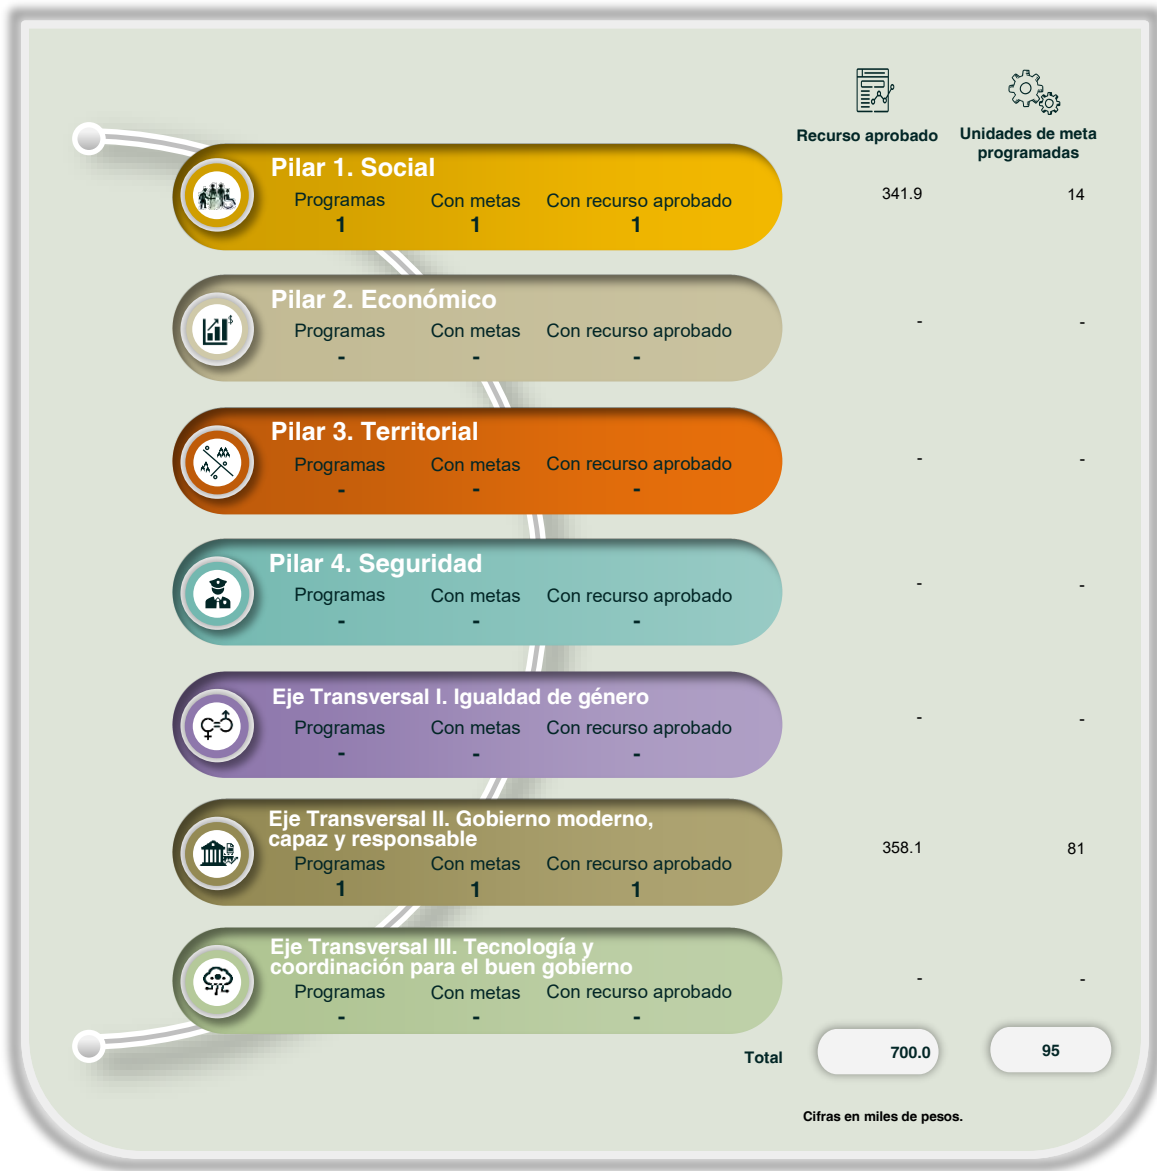 Recurso aprobado
Unidades de meta
programadas
Pilar 1. Social
Programas Con metas Con recurso aprobado
1 1 1
341.9 14
Pilar 2. Económico
Programas Con metas Con recurso aprobado
- - -
- -
Pilar 3. Territorial
Programas Con metas Con recurso aprobado
- - -
- -
Pilar 4. Seguridad
Programas Con metas Con recurso aprobado
- - -
- -
Eje Transversal I. Igualdad de género
Programas Con metas Con recurso aprobado
- - -
- -
Eje Transversal II. Gobierno moderno,
capaz y responsable
Programas Con metas Con recurso aprobado
1 1 1
358.1 81
Eje Transversal III. Tecnología y
coordinación para el buen gobierno
Programas Con metas Con recurso aprobado
- - -
- -
Total 700.0 95
Cifras en miles de pesos.